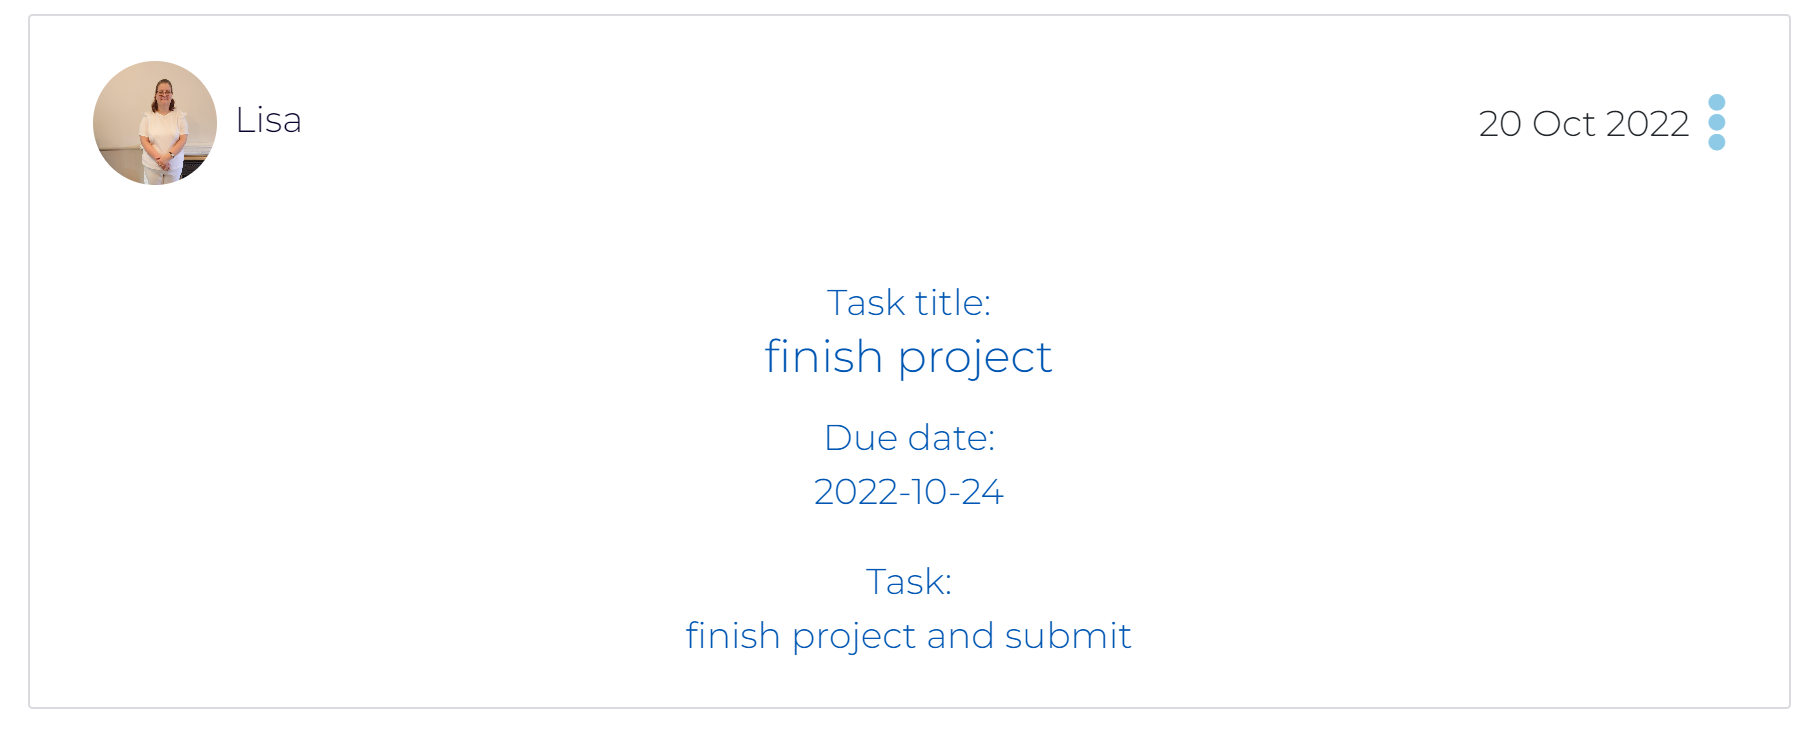 Lisa
20 Oct 2022
Task title:
finish project
Due date:
2022-10-24
Task:
finish project and submit